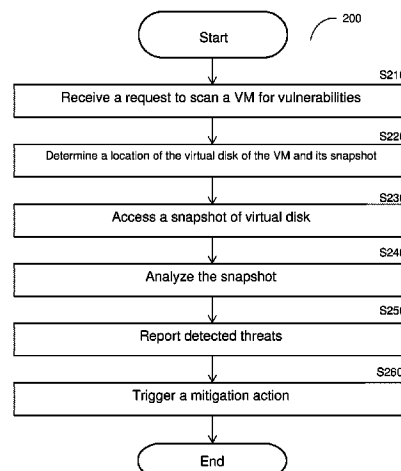 Start
200
S210
Receive a request to scan a VM for vulnerabilities
S220
Determine a location of the virtual disk of the VM and its snapshot
S230
Access a snapshot of virtual disk
S240
Analyze the snapshot
S250
Report detected threats
S260
Trigger a mitigation action
End